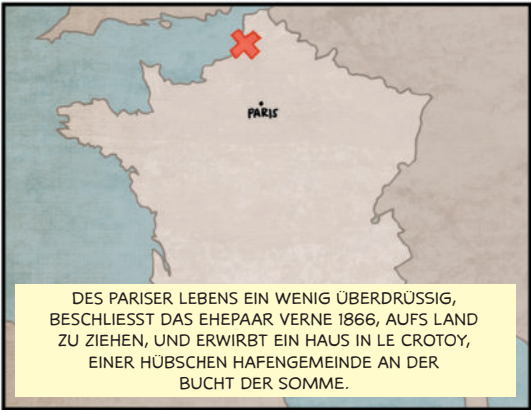 PARIS
DES PARISER LEBENS EIN WENIG ÜBERDRÜSSIG,
BESCHLIESST DAS EHEPAAR VERNE 1866, AUFS LAND
ZU ZIEHEN, UND ERWIRBT EIN HAUS IN LE CROTOY,
EINER HÜBSCHEN HAFENGEMEINDE AN DER
BUCHT DER SOMME.